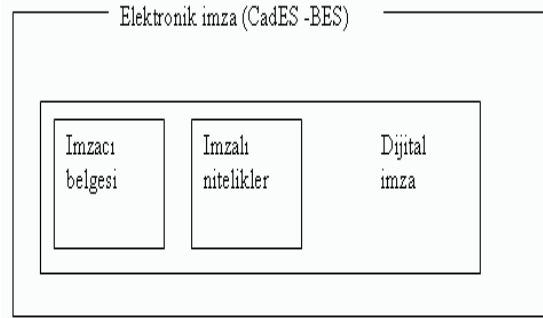 Elektronik imza (CadES -BES)
Imzacı
belgesi
Imzalı
nitelikler
Dijital
imza